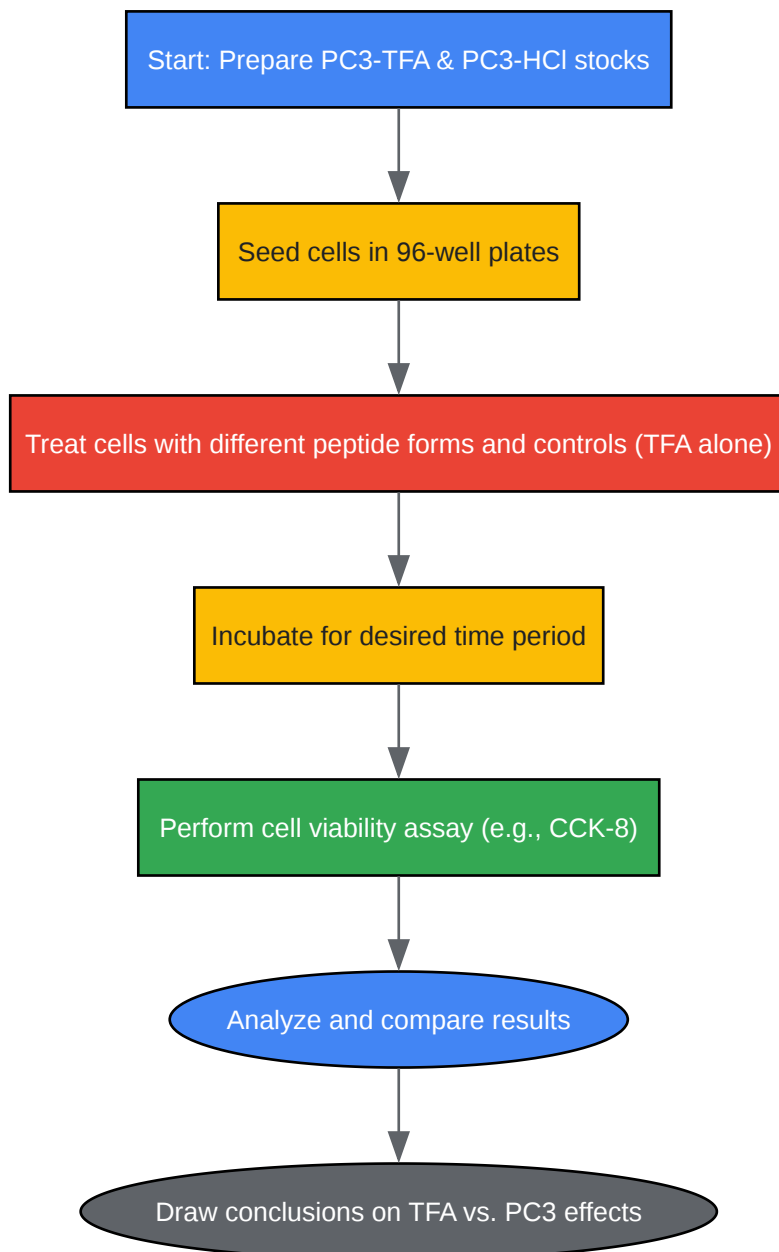 Start: Prepare PC3-TFA & PC3-HCl stocks
Seed cells in 96-well plates
Treat cells with different peptide forms and controls (TFA alone)
Incubate for desired time period
Perform cell viability assay (e.g., CCK-8)
Analyze and compare results
Draw conclusions on TFA vs. PC3 effects